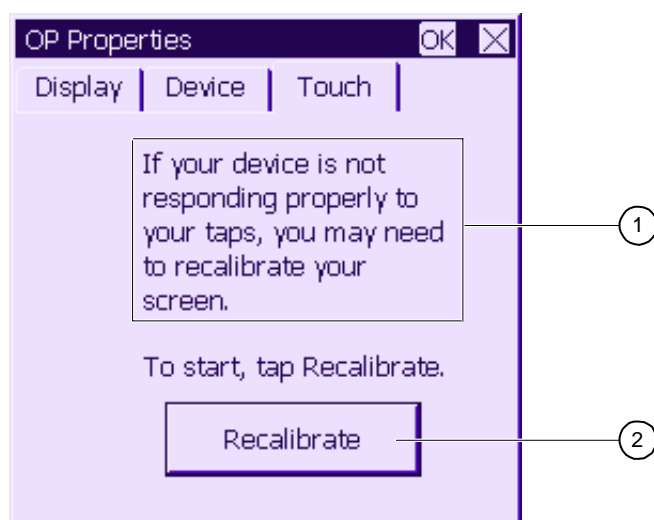 OP Properties OK
Display Device Touch
If your device is not
responding properly to
your taps, you may need
to recalibrate your
screen.
1
To start, tap Recalibrate.
Recalibrate
2